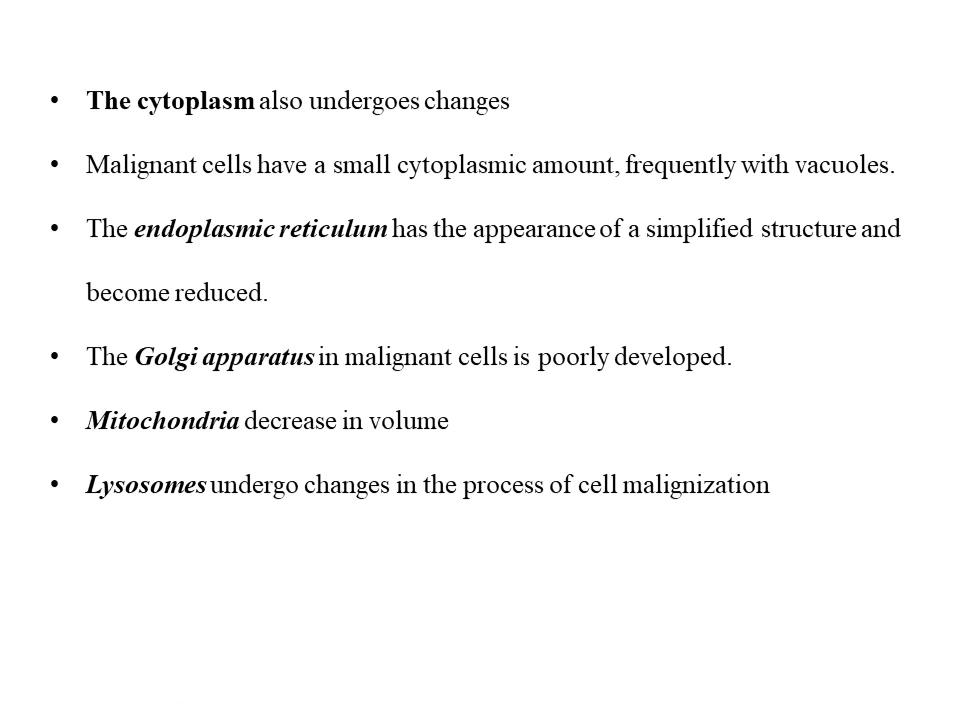 • The cytoplasm also undergoes changes
• Malignant cells have a small cytoplasmic amount, frequently with vacuoles.
• The endoplasmic reticulum has the appearance of a simplified structure and
become reduced.
• The Golgi apparatus in malignant cells is poorly developed.
• Mitochondria decrease in volume
• Lysosomes undergo changes in the process of cell malignization